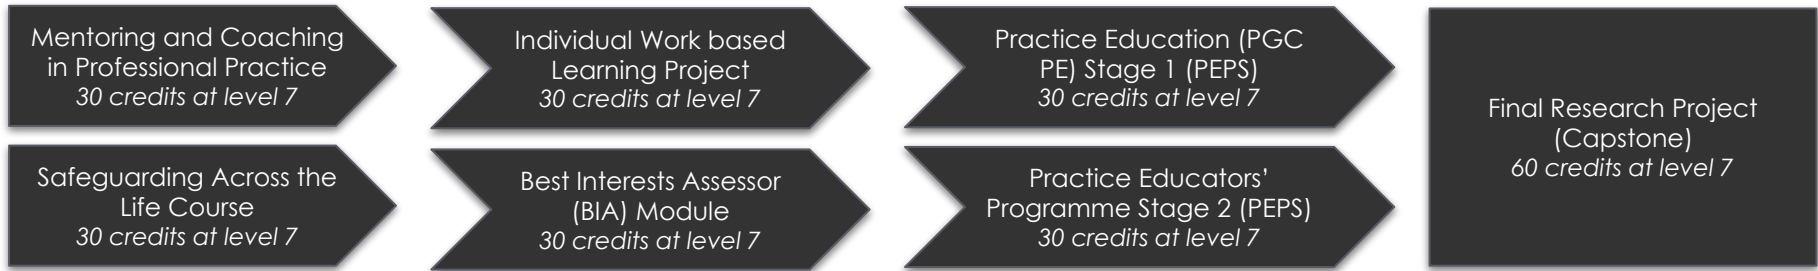 Mentoring and Coaching
in Professional Practice
30 credits at level 7
Individual Work based
Learning Project
30 credits at level 7
Practice Education (PGC
PE) Stage 1 (PEPS)
30 credits at level 7
Final Research Project
(Capstone)
60 credits at level 7
Safeguarding Across the
Life Course
30 credits at level 7
Best Interests Assessor
(BIA) Module
30 credits at level 7
Practice Educators’
Programme Stage 2 (PEPS)
30 credits at level 7